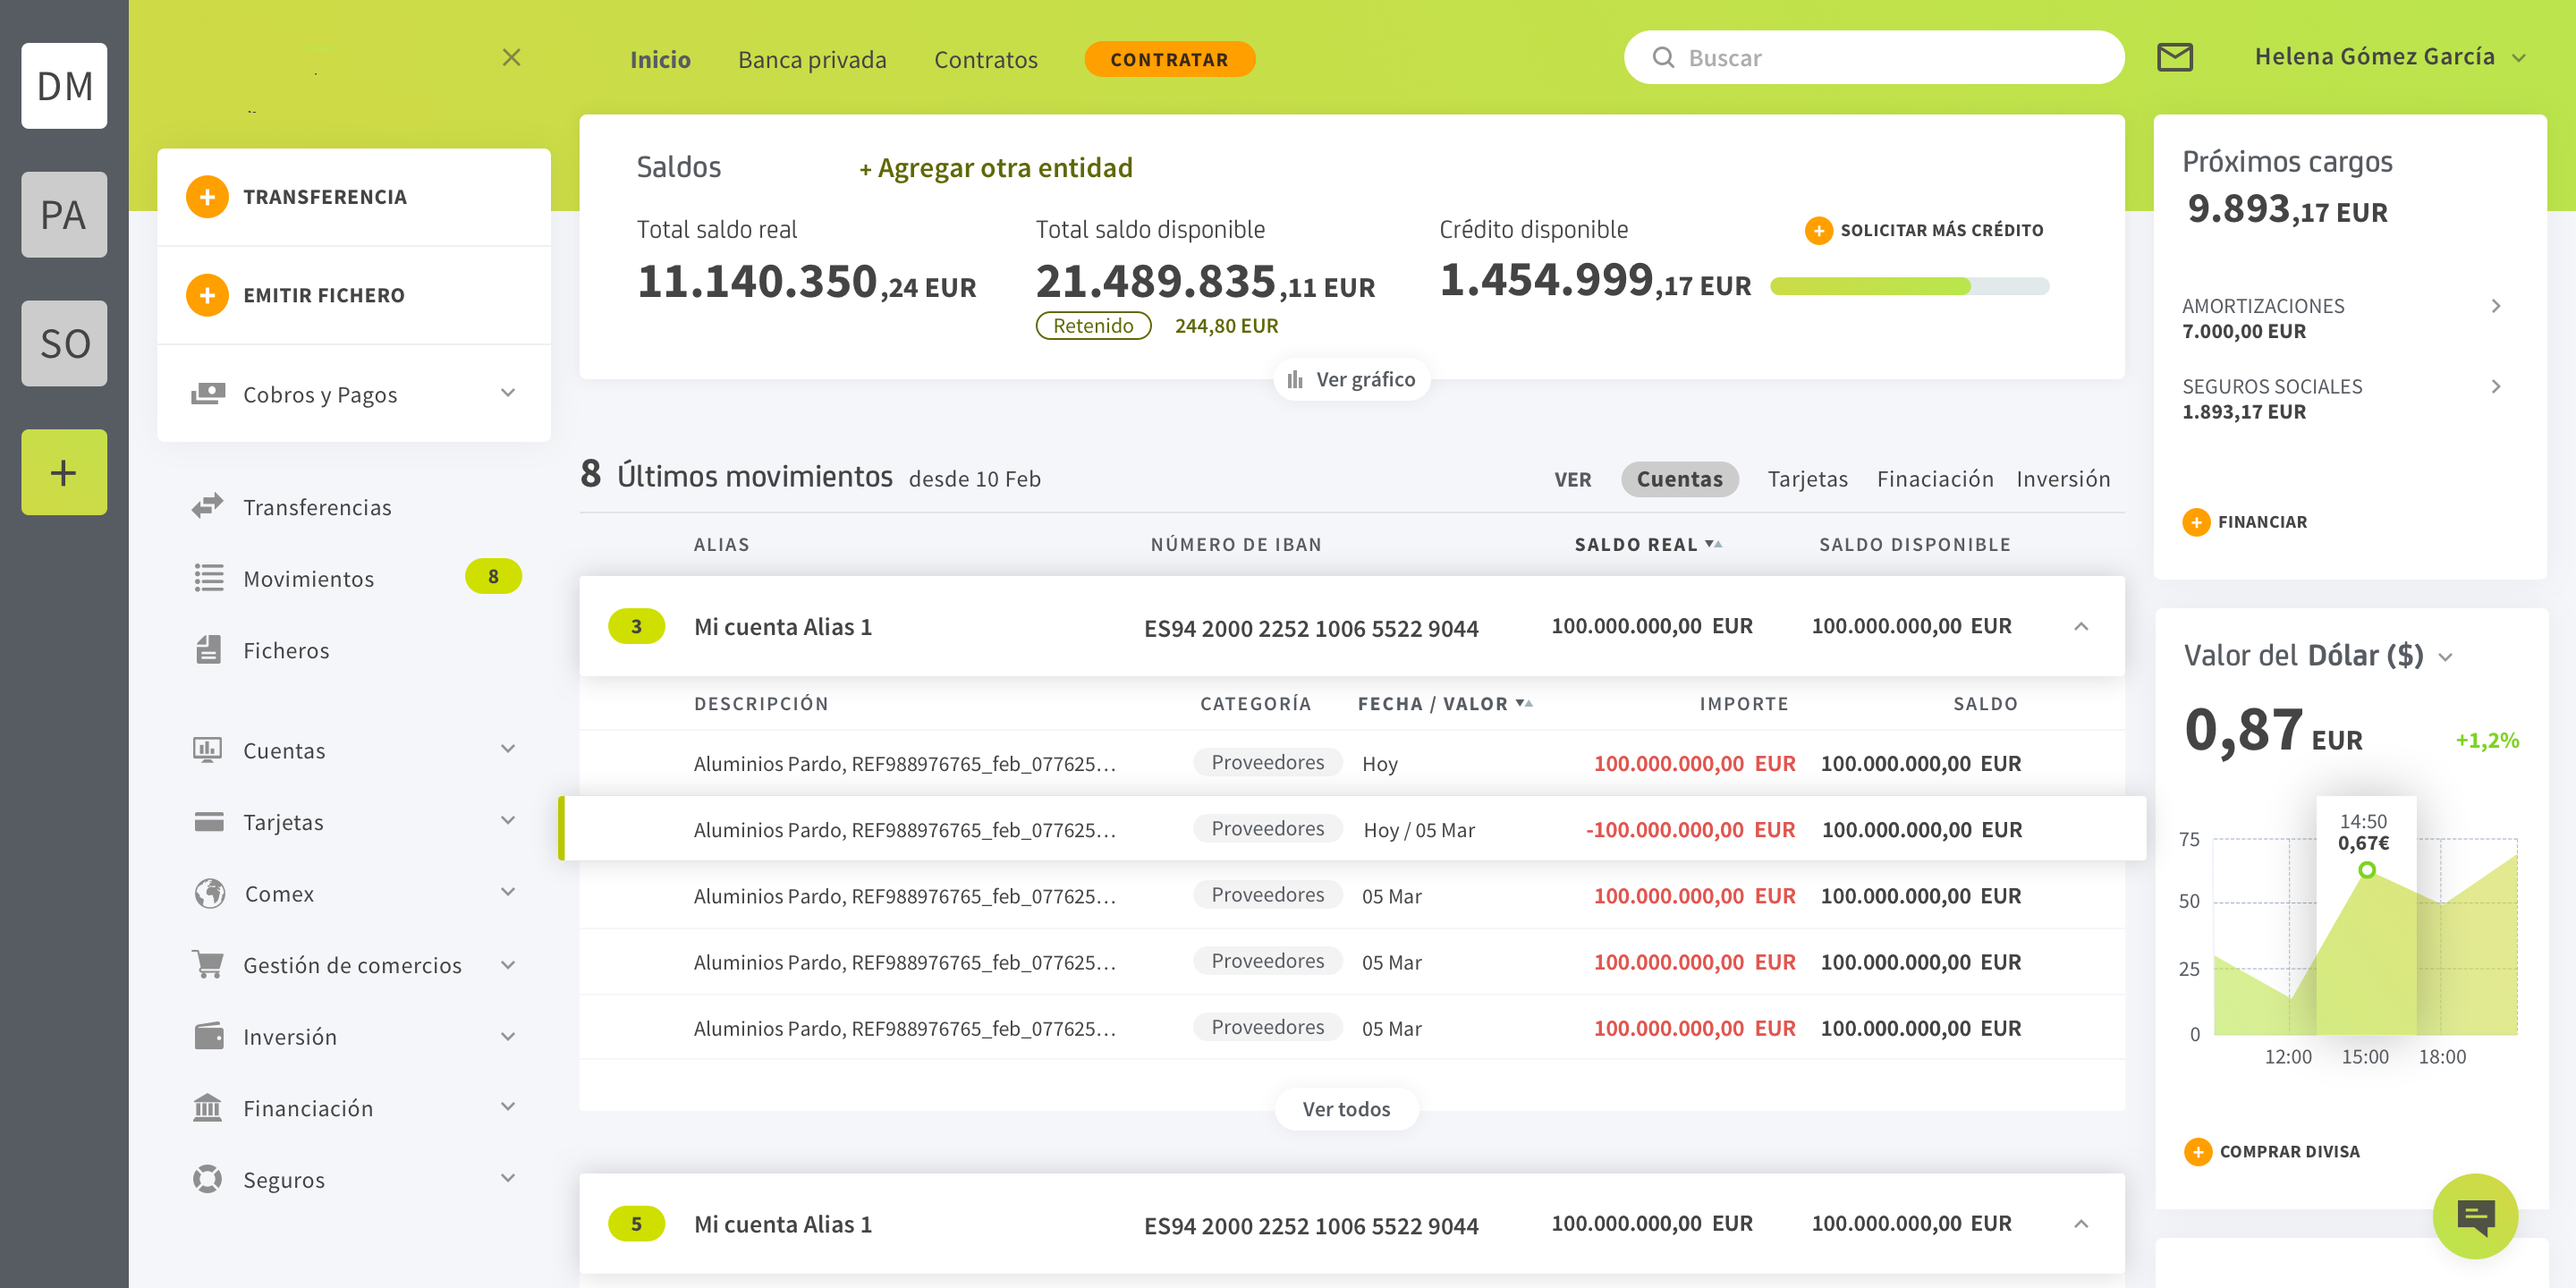 DM
PA
SO
+
Inicio Banca privada Contratos CONTRATAR
Buscar
Helena Gómez García
+ TRANSFERENCIA
+ EMITIR FICHERO
Cobros y Pagos
Transferencias
Movimientos 8
Ficheros
Cuentas
Tarjetas
Comex
Gestión de comercios
Inversión
Financiación
Seguros
Saldos + Agregar otra entidad
Total saldo real
11.140.350,24 EUR
Total saldo disponible
21.489.835,11 EUR
Retenido 244,80 EUR
Crédito disponible
1.454.999,17 EUR
+ SOLICITAR MÁS CRÉDITO
Ver gráfico
8 Últimos movimientos desde 10 Feb
VER Cuentas Tarjetas Finaciación Inversión
ALIAS NÚMERO DE IBAN SALDO REAL SALDO DISPONIBLE
3 Mi cuenta Alias 1 ES94 2000 2252 1006 5522 9044 100.000.000,00 EUR 100.000.000,00 EUR
DESCRIPCIÓN CATEGORÍA FECHA / VALOR IMPORTE SALDO
Aluminios Pardo, REF988976765_feb_077625... Proveedores Hoy 100.000.000,00 EUR 100.000.000,00 EUR
Aluminios Pardo, REF988976765_feb_077625... Proveedores Hoy / 05 Mar -100.000.000,00 EUR 100.000.000,00 EUR
Aluminios Pardo, REF988976765_feb_077625... Proveedores 05 Mar 100.000.000,00 EUR 100.000.000,00 EUR
Aluminios Pardo, REF988976765_feb_077625... Proveedores 05 Mar 100.000.000,00 EUR 100.000.000,00 EUR
Aluminios Pardo, REF988976765_feb_077625... Proveedores 05 Mar 100.000.000,00 EUR 100.000.000,00 EUR
Ver todos
5 Mi cuenta Alias 1 ES94 2000 2252 1006 5522 9044 100.000.000,00 EUR 100.000.000,00 EUR
Próximos cargos
9.893,17 EUR
AMORTIZACIONES
7.000,00 EUR
SEGUROS SOCIALES
1.893,17 EUR
+ FINANCIAR
Valor del Dólar ($)
0,87 EUR +1,2%
14:50
0,67€
75
50
25
0
12:00 15:00 18:00
+ COMPRAR DIVISA